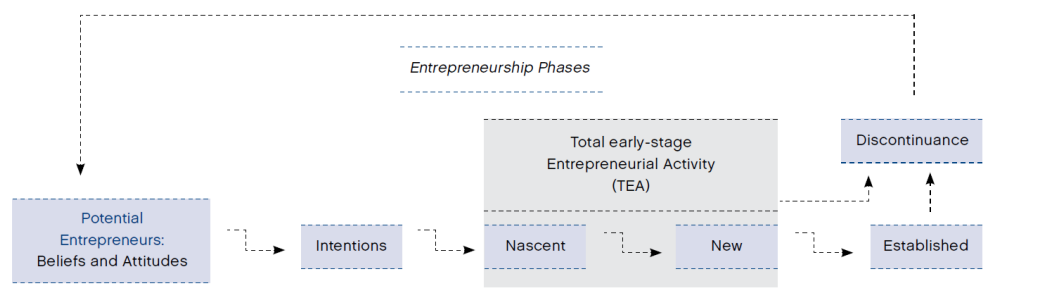 Entrepreneurship Phases
Total early-stage
Entrepreneurial Activity
(TEA)
Discontinuance
Potential
Entrepreneurs:
Beliefs and Attitudes
Intentions
Nascent
New
Established